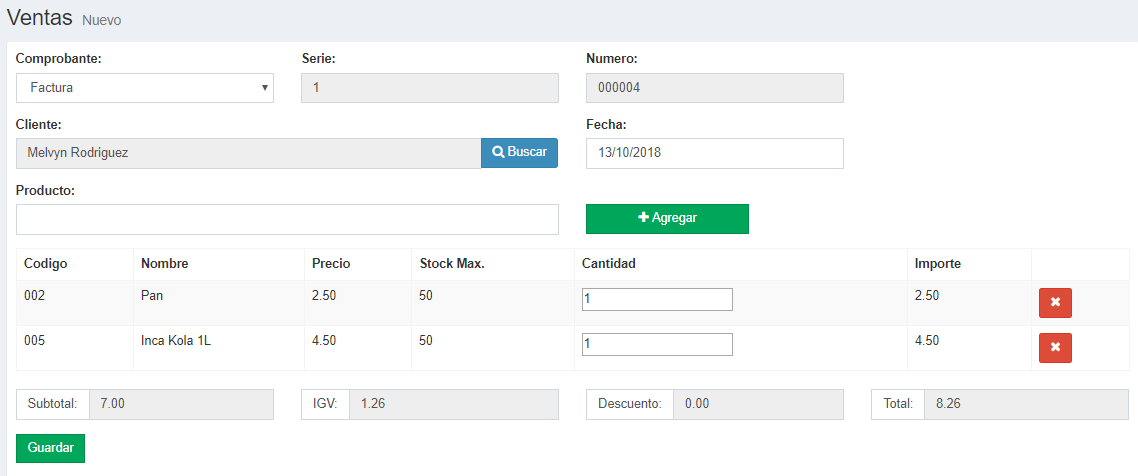 Ventas Nuevo
Comprobante: Serie: Numero:
Factura 1 000004
Cliente: Fecha:
Melvyn Rodriguez Buscar 13/10/2018
Producto:
Agregar
Codigo Nombre Precio Stock Max. Cantidad Importe
002 Pan 2.50 50 1 2.50
005 Inca Kola 1L 4.50 50 1 4.50
Subtotal: 7.00 IGV: 1.26 Descuento: 0.00 Total: 8.26
Guardar